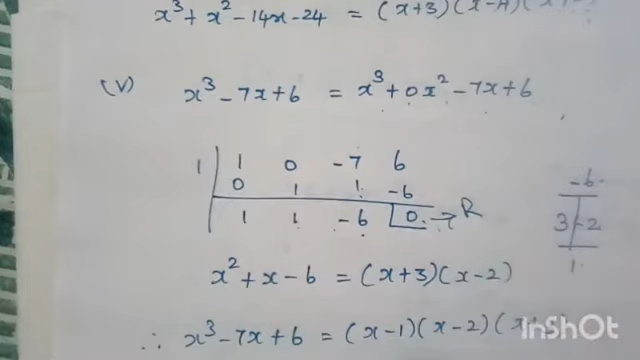 x³ + x² - 14x - 24 = (x+3)(x-4)(x
(v) x³ - 7x + 6 = x³ + 0x² - 7x + 6
1 | 1 0 -7 6
0 1 1 -6
1 1 -6 0 → R
-6
3 -2
1
x² + x - 6 = (x+3)(x-2)
∴ x³ - 7x + 6 = (x-1)(x-2)(x
InShOt